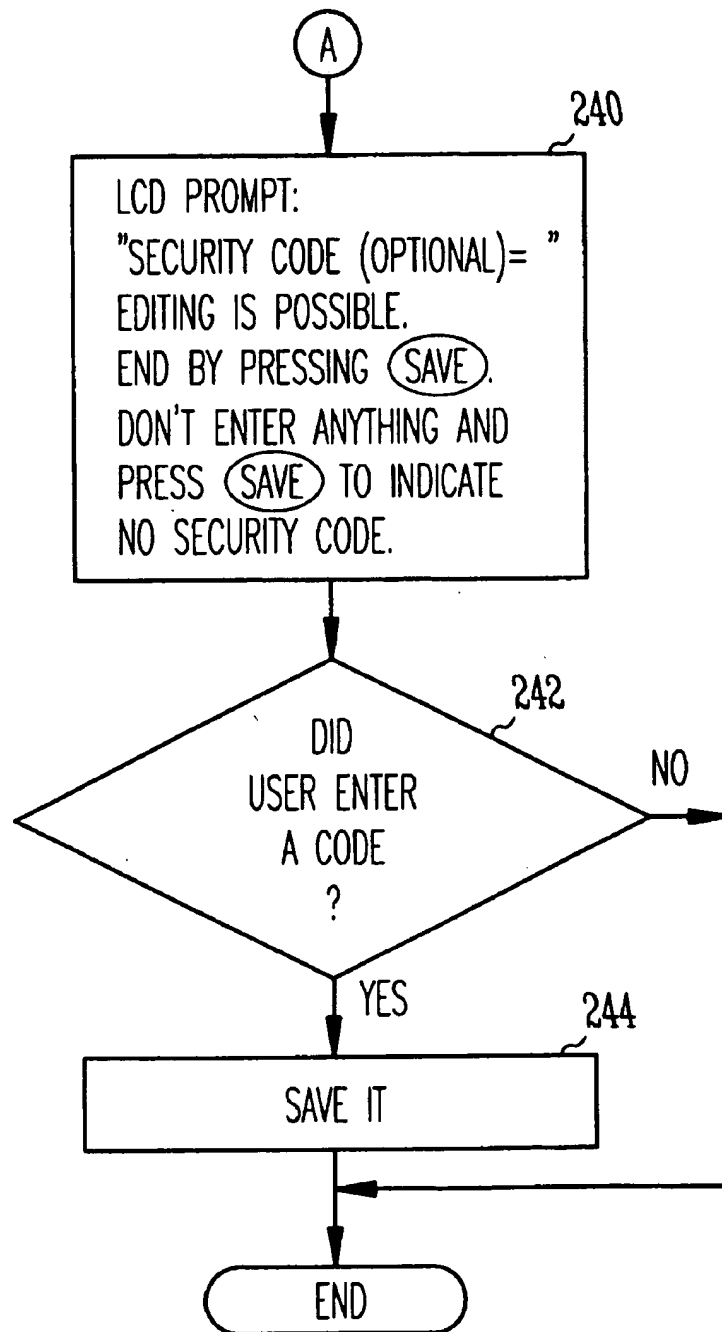 A
240
LCD PROMPT:
"SECURITY CODE (OPTIONAL)= "
EDITING IS POSSIBLE.
END BY PRESSING SAVE.
DON'T ENTER ANYTHING AND
PRESS SAVE TO INDICATE
NO SECURITY CODE.
242
DID
USER ENTER
A CODE
?
NO
YES
244
SAVE IT
END